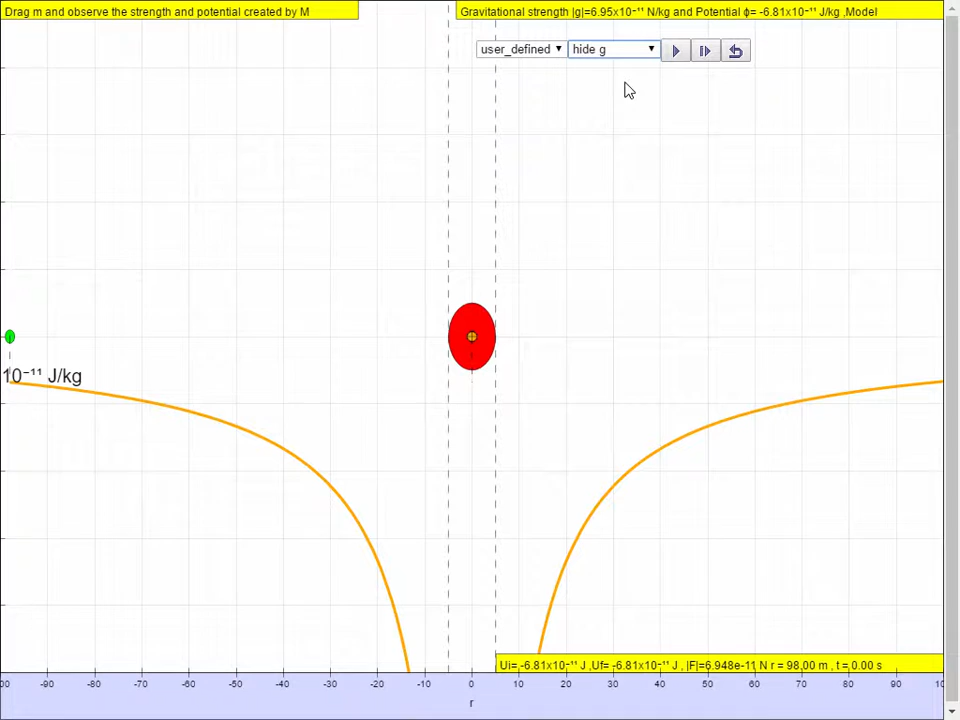 Drag m and observe the strength and potential created by M
Gravitational strength |g|=6.95x10⁻¹¹ N/kg and Potential ϕ= -6.81x10⁻¹¹ J/kg ,Model
user_defined
hide g
10⁻¹¹ J/kg
Ui= -6.81x10⁻¹¹ J ,Uf= -6.81x10⁻¹¹ J , |F|=6.948e-11 N r = 98.00 m , t = 0.00 s
00 -90 -80 -70 -60 -50 -40 -30 -20 -10 0 10 20 30 40 50 60 70 80 90 10
r